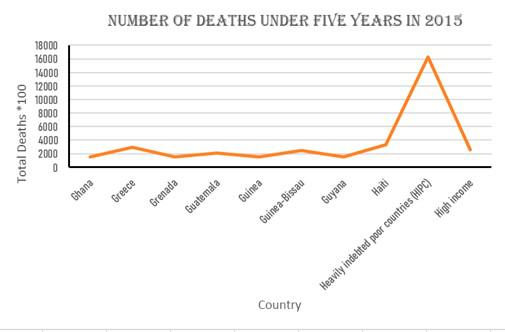 NUMBER OF DEATHS UNDER FIVE YEARS IN 2015
18000
16000
14000
12000
10000
8000
6000
4000
2000
0
Total Deaths *100
Ghana
Greece
Grenada
Guatemala
Guinea
Guinea-Bissau
Guyana
Haiti
Heavily indebted poor countries (HIPC)
High income
Country